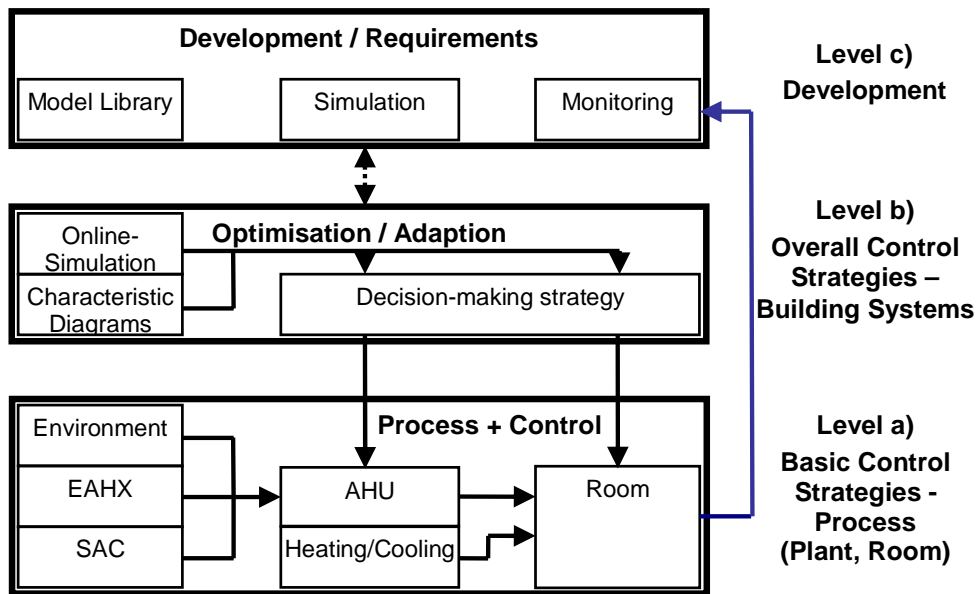 Development / Requirements
Model Library
Simulation
Monitoring
Level c)
Development
Optimisation / Adaption
Online-
Simulation
Characteristic
Diagrams
Decision-making strategy
Level b)
Overall Control
Strategies –
Building Systems
Process + Control
Environment
EAHX
SAC
AHU
Heating/Cooling
Room
Level a)
Basic Control
Strategies -
Process
(Plant, Room)